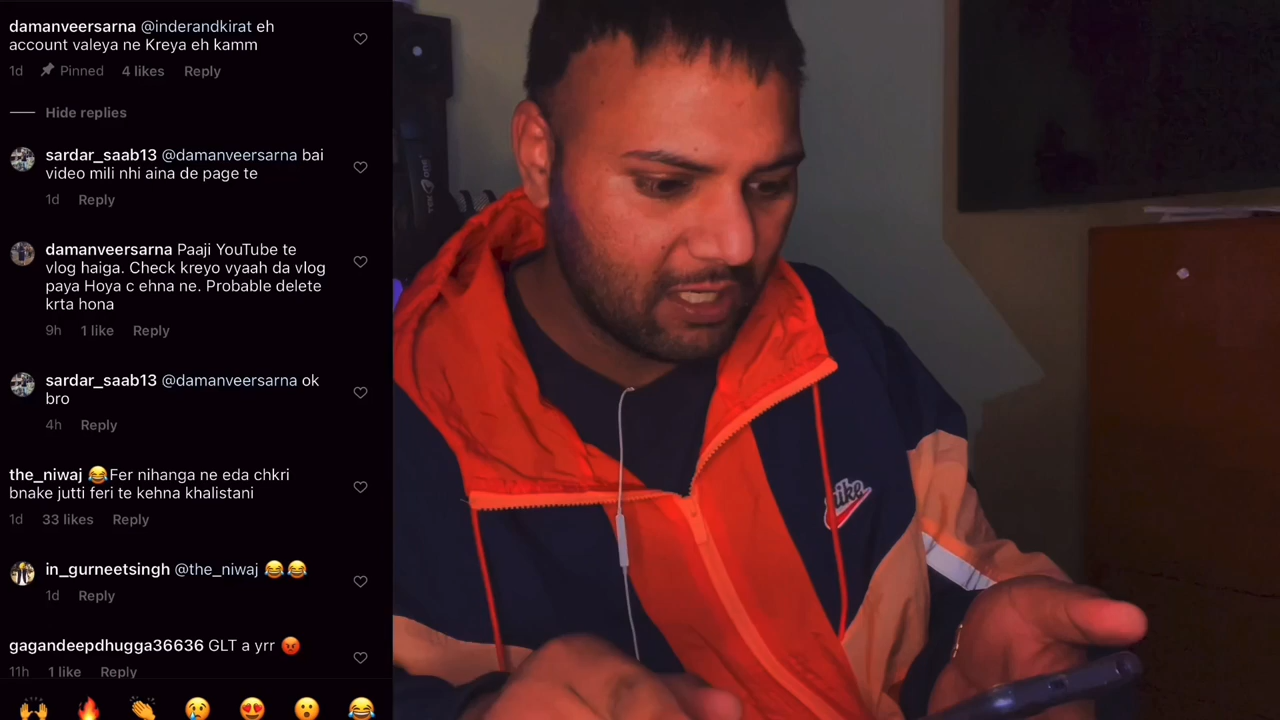 damanveersarna @inderandkirat eh
account valeya ne Kreya eh kamm
1d Pinned 4 likes Reply
Hide replies
sardar_saab13 @damanveersarna bai
video mili nhi aina de page te
1d Reply
damanveersarna Paaji YouTube te
vlog haiga. Check kreyo vyaah da vlog
paya Hoya c ehna ne. Probable delete
krta hona
9h 1 like Reply
sardar_saab13 @damanveersarna ok
bro
4h Reply
the_niwaj 😂Fer nihanga ne eda chkri
bnake jutti feri te kehna khalistani
1d 33 likes Reply
in_gurneetsingh @the_niwaj 😂😂
1d Reply
gagandeepdhugga36636 GLT a yrr 😡
11h 1 like Reply
🙌 🔥 👏 😢 😍 😮 😂
Nike